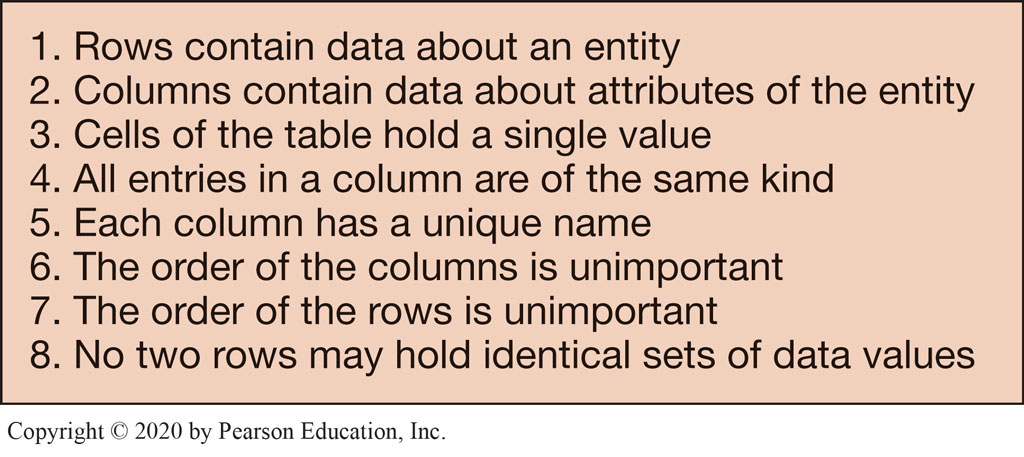 1. Rows contain data about an entity
2. Columns contain data about attributes of the entity
3. Cells of the table hold a single value
4. All entries in a column are of the same kind
5. Each column has a unique name
6. The order of the columns is unimportant
7. The order of the rows is unimportant
8. No two rows may hold identical sets of data values
Copyright © 2020 by Pearson Education, Inc.